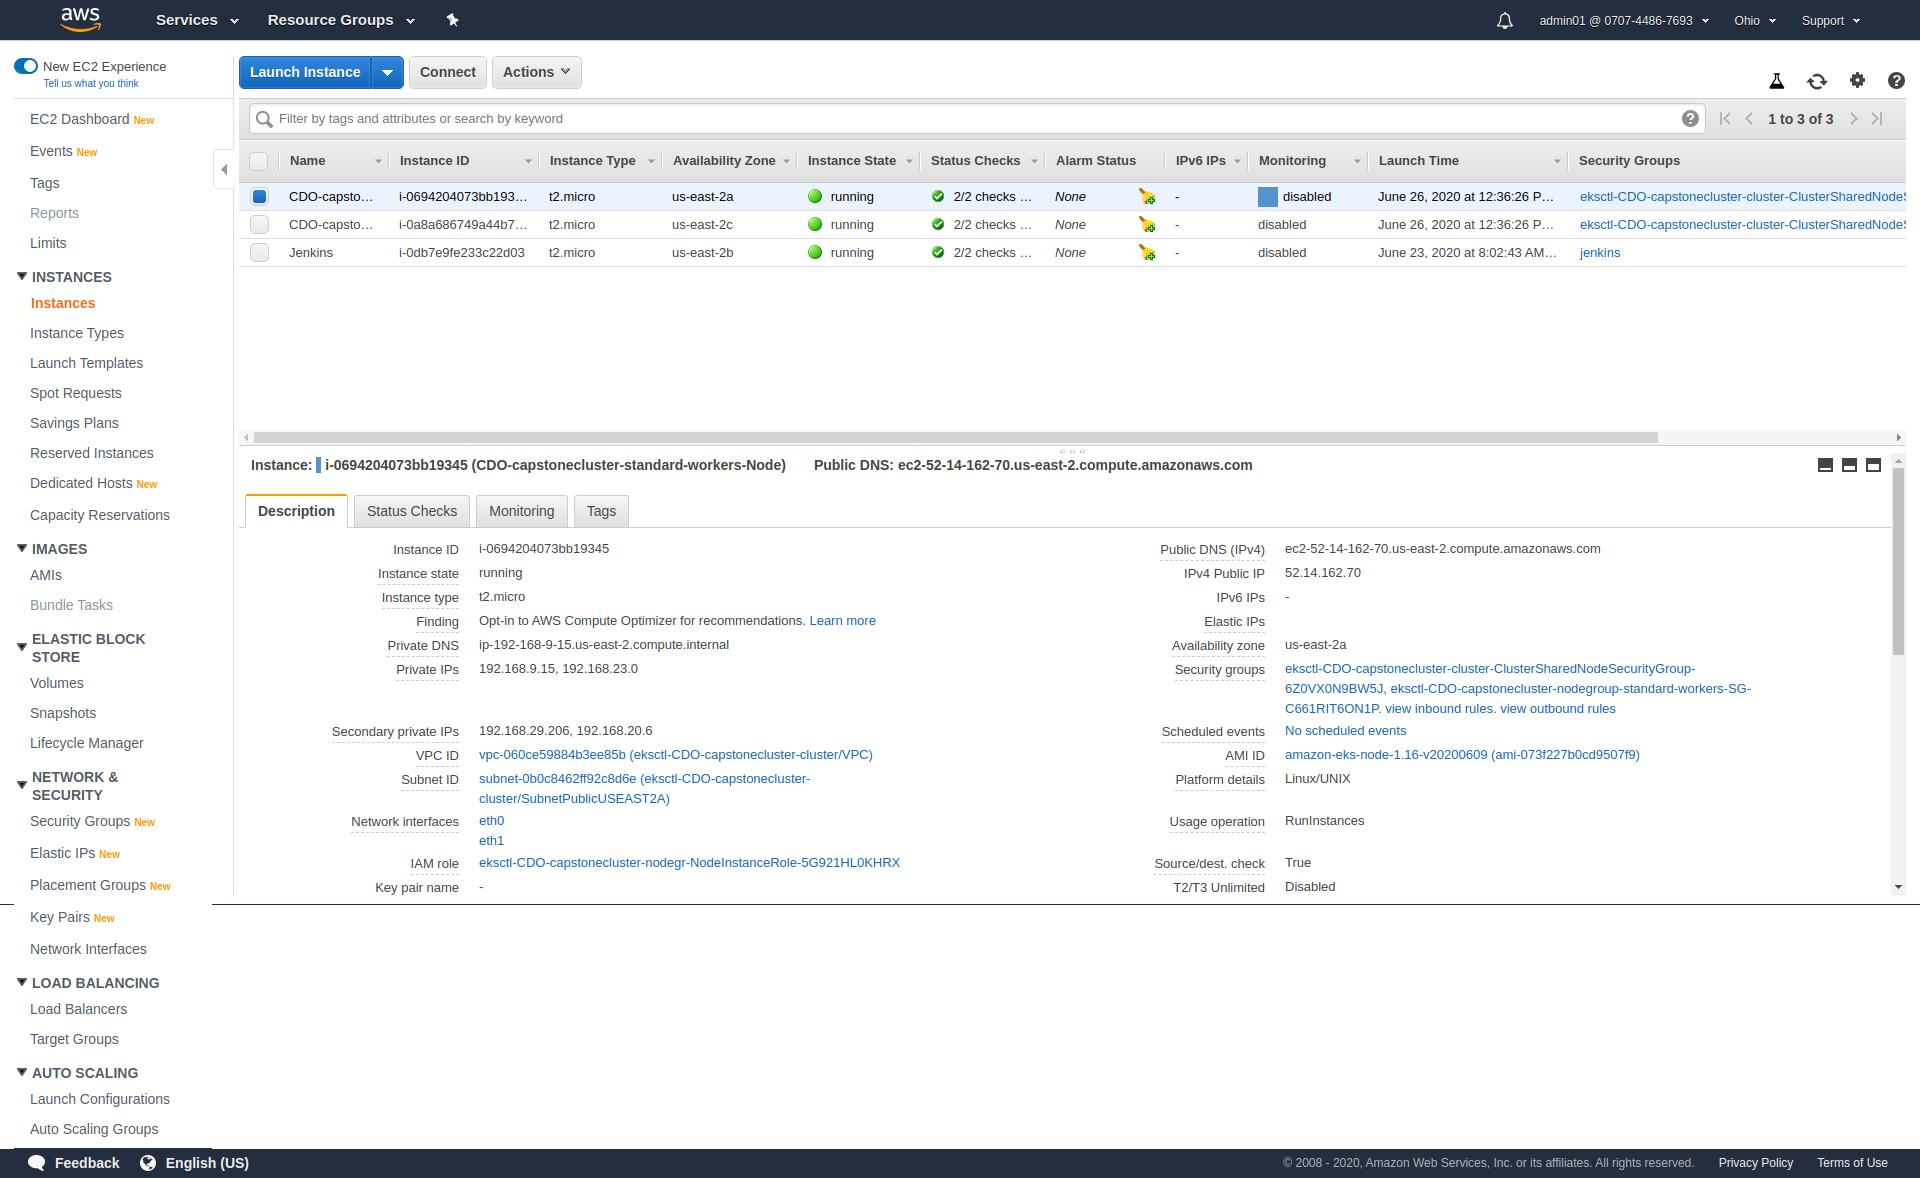 aws Services Resource Groups admin01 @ 0707-4486-7693 Ohio Support
New EC2 Experience
Tell us what you think
EC2 Dashboard New
Events New
Tags
Reports
Limits
INSTANCES
Instances
Instance Types
Launch Templates
Spot Requests
Savings Plans
Reserved Instances
Dedicated Hosts New
Capacity Reservations
IMAGES
AMIs
Bundle Tasks
ELASTIC BLOCK
STORE
Volumes
Snapshots
Lifecycle Manager
NETWORK &
SECURITY
Security Groups New
Elastic IPs New
Placement Groups New
Key Pairs New
Network Interfaces
LOAD BALANCING
Load Balancers
Target Groups
AUTO SCALING
Launch Configurations
Auto Scaling Groups
Launch Instance Connect Actions
Filter by tags and attributes or search by keyword 1 to 3 of 3
Name Instance ID Instance Type Availability Zone Instance State Status Checks Alarm Status IPv6 IPs Monitoring Launch Time Security Groups
CDO-capsto… i-0694204073bb193… t2.micro us-east-2a running 2/2 checks … None - disabled June 26, 2020 at 12:36:26 P… eksctl-CDO-capstonecluster-cluster-ClusterSharedNodeS
CDO-capsto… i-0a8a686749a44b7… t2.micro us-east-2c running 2/2 checks … None - disabled June 26, 2020 at 12:36:26 P… eksctl-CDO-capstonecluster-cluster-ClusterSharedNodeS
Jenkins i-0db7e9fe233c22d03 t2.micro us-east-2b running 2/2 checks … None - disabled June 23, 2020 at 8:02:43 AM… jenkins
Instance: i-0694204073bb19345 (CDO-capstonecluster-standard-workers-Node) Public DNS: ec2-52-14-162-70.us-east-2.compute.amazonaws.com
Description Status Checks Monitoring Tags
Instance ID i-0694204073bb19345 Public DNS (IPv4) ec2-52-14-162-70.us-east-2.compute.amazonaws.com
Instance state running IPv4 Public IP 52.14.162.70
Instance type t2.micro IPv6 IPs -
Finding Opt-in to AWS Compute Optimizer for recommendations. Learn more Elastic IPs
Private DNS ip-192-168-9-15.us-east-2.compute.internal Availability zone us-east-2a
Private IPs 192.168.9.15, 192.168.23.0 Security groups eksctl-CDO-capstonecluster-cluster-ClusterSharedNodeSecurityGroup-
6Z0VX0N9BW5J, eksctl-CDO-capstonecluster-nodegroup-standard-workers-SG-
C661RIT6ON1P. view inbound rules. view outbound rules
Secondary private IPs 192.168.29.206, 192.168.20.6 Scheduled events No scheduled events
VPC ID vpc-060ce59884b3ee85b (eksctl-CDO-capstonecluster-cluster/VPC) AMI ID amazon-eks-node-1.16-v20200609 (ami-073f227b0cd9507f9)
Subnet ID subnet-0b0c8462ff92c8d6e (eksctl-CDO-capstonecluster- Platform details Linux/UNIX
cluster/SubnetPublicUSEAST2A)
Network interfaces eth0 Usage operation RunInstances
eth1
IAM role eksctl-CDO-capstonecluster-nodegr-NodeInstanceRole-5G921HL0KHRX Source/dest. check True
Key pair name - T2/T3 Unlimited Disabled
Feedback English (US) © 2008 - 2020, Amazon Web Services, Inc. or its affiliates. All rights reserved. Privacy Policy Terms of Use